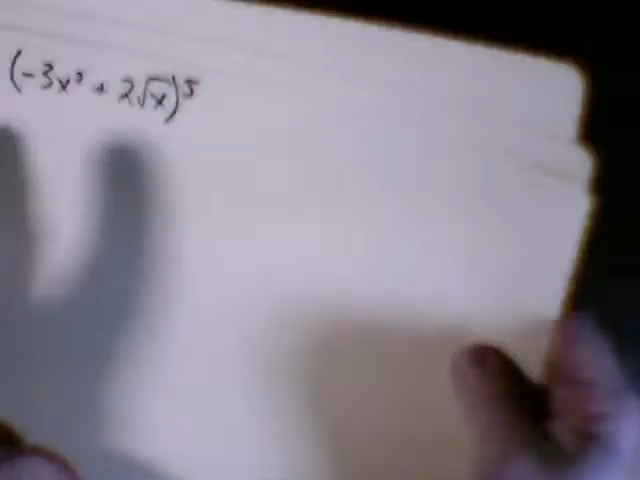 (-3x² + 2√x)⁵